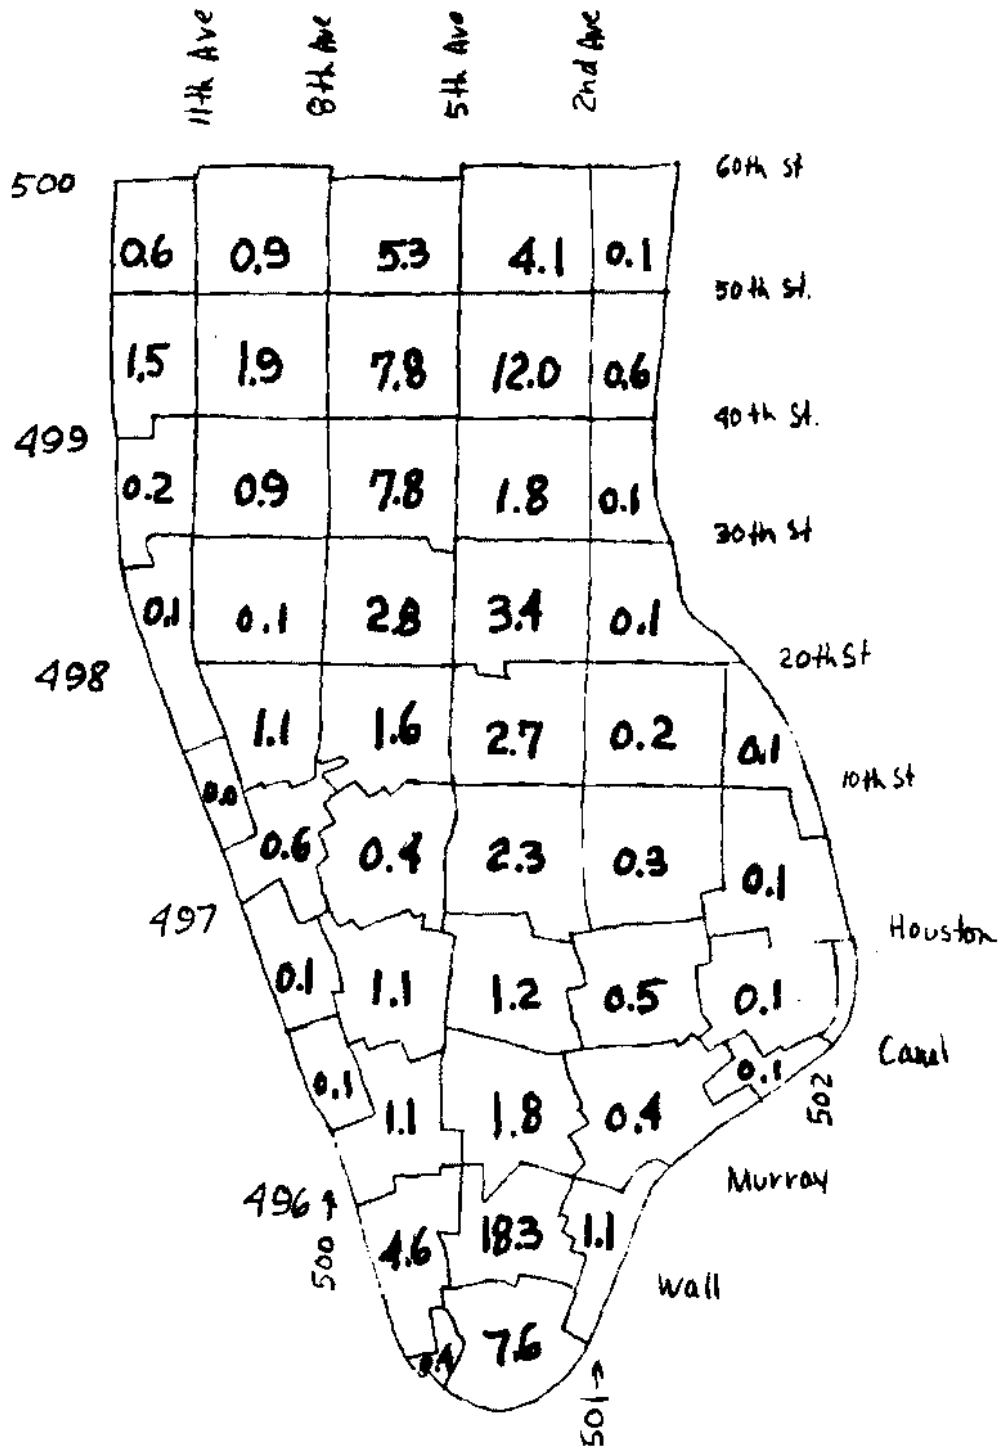 11th Ave 8th Ave 5th Ave 2nd Ave
60th St
500
0.6 0.9 5.3 4.1 0.1
50th St.
1.5 1.9 7.8 12.0 0.6
40th St.
499
0.2 0.9 7.8 1.8 0.1
30th St
0.1 0.1 2.8 3.4 0.1
20th St
498
1.1 1.6 2.7 0.2 0.1
10th St
0.0
0.6 0.4 2.3 0.3 0.1
497
Houston
0.1 1.1 1.2 0.5 0.1
Canal
0.1 0.1
502
1.1 1.8 0.4
Murray
496
500
4.6 18.3 1.1
Wall
7.6
501